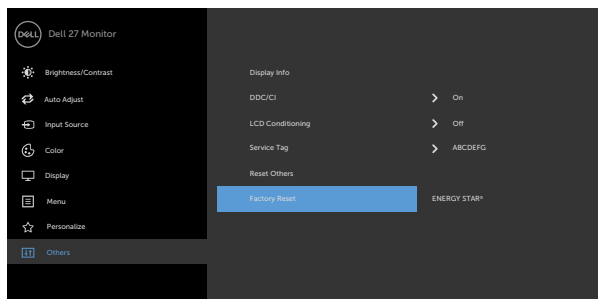 DELL Dell 27 Monitor
Brightness/Contrast Display Info
Auto Adjust DDC/CI On
Input Source LCD Conditioning Off
Color Service Tag ABCDEFG
Display Reset Others
Menu Factory Reset ENERGY STAR®
Personalize
Others